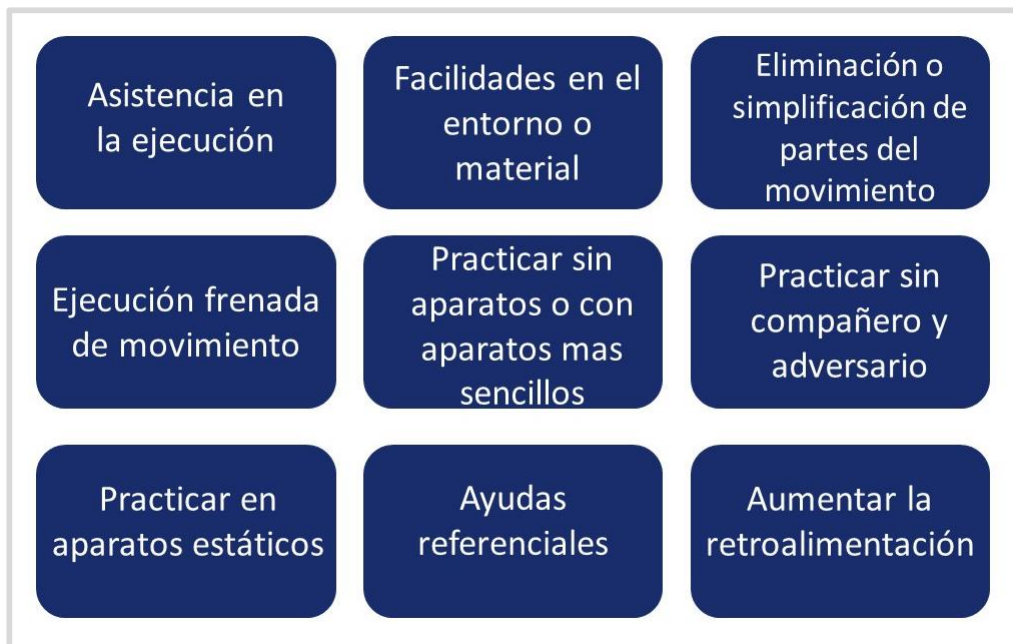 Asistencia en
la ejecución
Facilidades en el
entorno o
material
Eliminación o
simplificación de
partes del
movimiento
Ejecución frenada
de movimiento
Practicar sin
aparatos o con
aparatos mas
sencillos
Practicar sin
compañero y
adversario
Practicar en
aparatos estáticos
Ayudas
referenciales
Aumentar la
retroalimentación